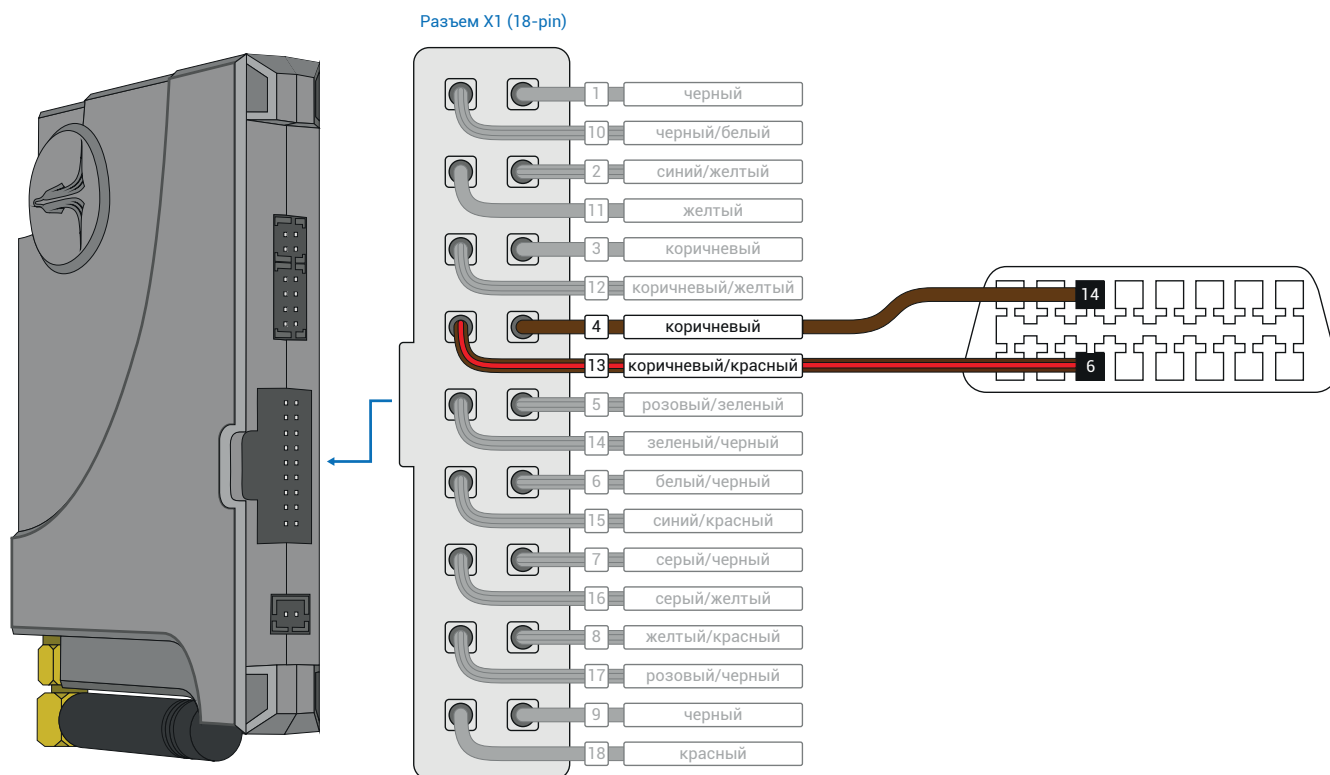 Разъем X1 (18-pin)
1 черный
10 черный/белый
2 синий/желтый
11 желтый
3 коричневый
12 коричневый/желтый
14
4 коричневый
13 коричневый/красный 6
5 розовый/зеленый
14 зеленый/черный
6 белый/черный
15 синий/красный
7 серый/черный
16 серый/желтый
8 желтый/красный
17 розовый/черный
9 черный
18 красный